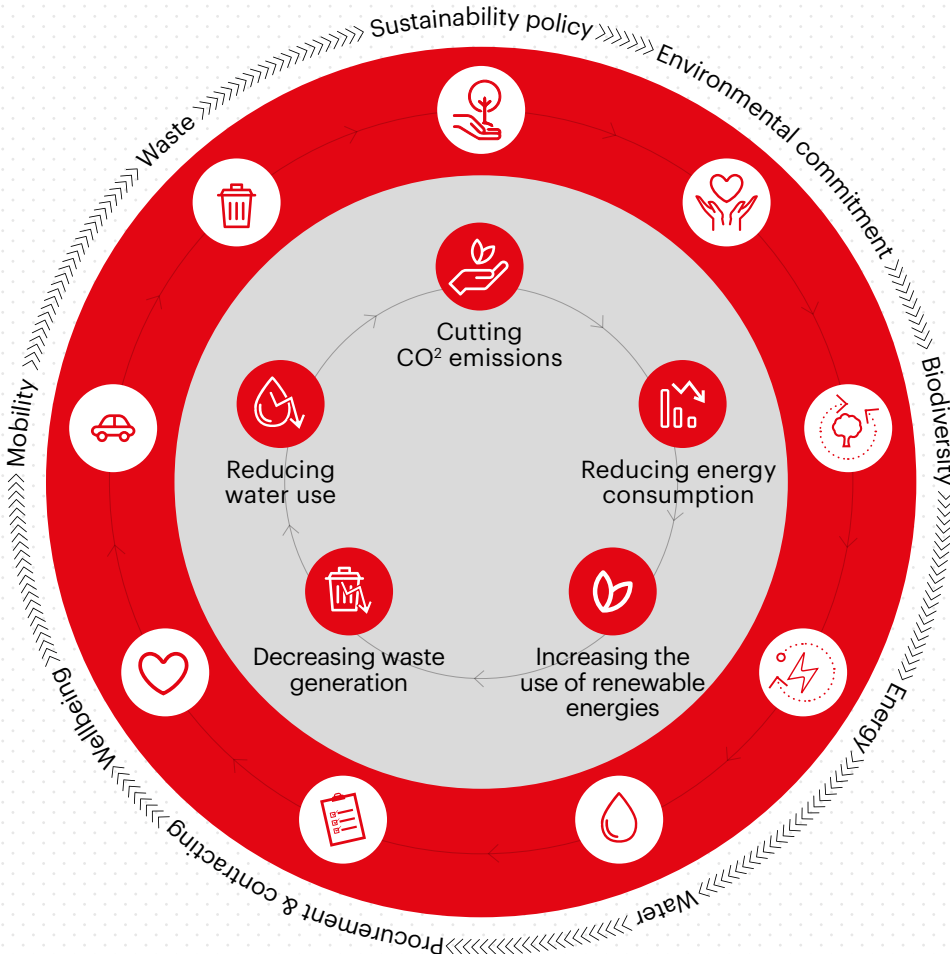 Sustainability policy
Environmental commitment
Biodiversity
Energy
Water
Procurement & contracting
Wellbeing
Mobility
Waste
Cutting
CO² emissions
Reducing energy
consumption
Increasing the
use of renewable
energies
Decreasing waste
generation
Reducing
water use